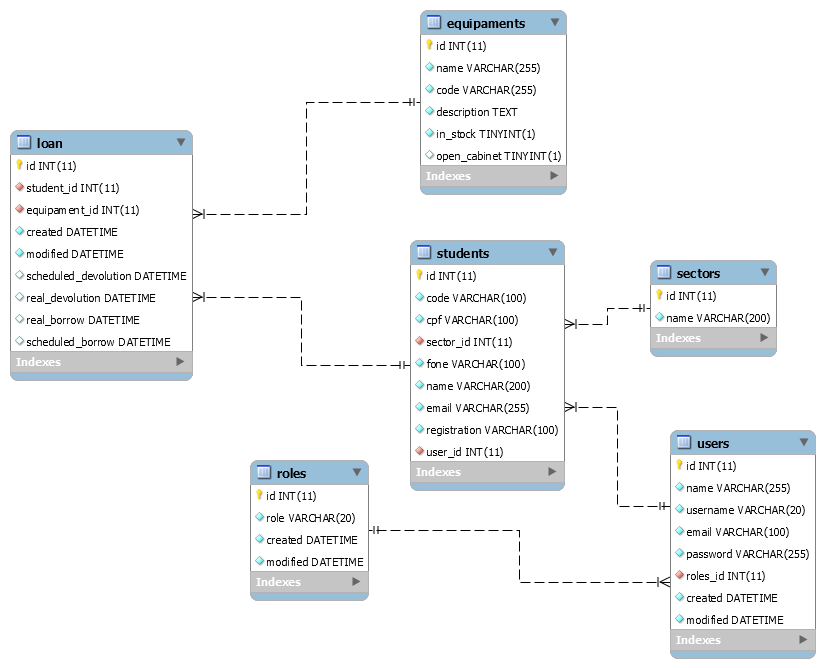 equipaments
id INT(11)
name VARCHAR(255)
code VARCHAR(255)
description TEXT
in_stock TINYINT(1)
open_cabinet TINYINT(1)
Indexes
loan
id INT(11)
student_id INT(11)
equipament_id INT(11)
created DATETIME
modified DATETIME
scheduled_devolution DATETIME
real_devolution DATETIME
real_borrow DATETIME
scheduled_borrow DATETIME
Indexes
students
id INT(11)
code VARCHAR(100)
cpf VARCHAR(100)
sector_id INT(11)
fone VARCHAR(100)
name VARCHAR(200)
email VARCHAR(255)
registration VARCHAR(100)
user_id INT(11)
Indexes
sectors
id INT(11)
name VARCHAR(200)
Indexes
roles
id INT(11)
role VARCHAR(20)
created DATETIME
modified DATETIME
Indexes
users
id INT(11)
name VARCHAR(255)
username VARCHAR(20)
email VARCHAR(100)
password VARCHAR(255)
roles_id INT(11)
created DATETIME
modified DATETIME
Indexes